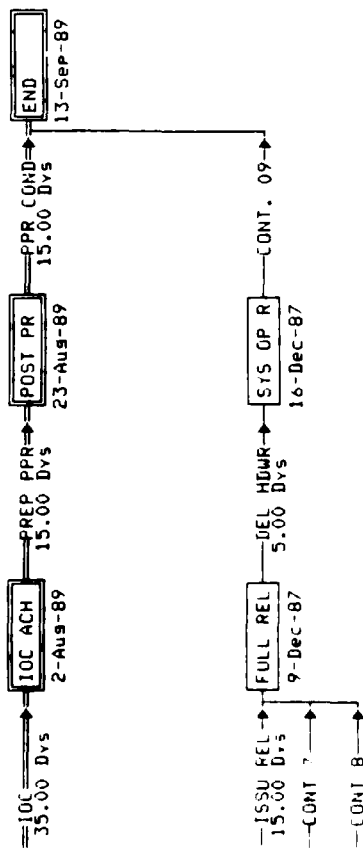 IOC
35.00 Dys
IOC ACH
2-Aug-89
PREP PPR
15.00 Dys
POST PR
23-Aug-89
PPR COND
15.00 Dys
END
13-Sep-89
ISSU REL
15.00 Dys
CONT 7
CONT 8
FULL REL
9-Dec-87
DEL HDWR
5.00 Dys
SYS OP R
16-Dec-87
CONT. 09